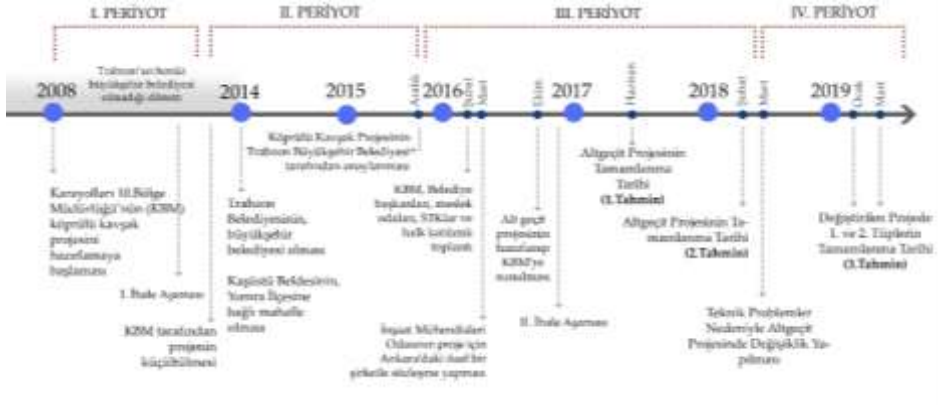 I. PERİYOT
II. PERİYOT
III. PERİYOT
IV. PERİYOT
Trabzon'un henüz
büyükşehir belediyesi
olmadığı dönem
2008
2014
2015
Aralık
2016
Şubat
Mart
Ekim
2017
Haziran
2018
Şubat
Mart
2019
Ocak
Mart
Karayolları 10.Bölge
Müdürlüğü'nün (KBM)
köprülü kavşak
projesini
hazırlamaya
başlaması
I. İhale Aşaması
KBM tarafından
projenin
küçültülmesi
Trabzon
Belediyesinin,
büyükşehir
belediyesi olması
Kaşüstü Beldesinin,
Yomra İlçesine
bağlı mahalle
olması
Köprülü Kavşak Projesinin
Trabzon Büyükşehir Belediyesi
tarafından onaylanması
KBM, Belediye
başkanları, meslek
odaları, STKlar ve
halk katılımlı
toplantı
İnşaat Mühendisleri
Odasının proje için
Ankara'daki özel bir
şirketle sözleşme yapması
Alt geçit
projesinin
hazırlanıp
KBM'ye
sunulması
II. İhale Aşaması
Altgeçit Projesinin
Tamamlanma
Tarihi
(1.Tahmin)
Altgeçit Projesinin Ta-
mamlanma Tarihi
(2.Tahmin)
Teknik Problemler
Nedeniyle Altgeçit
Projesinde Değişiklik Ya-
pılması
Değiştirilen Projede
1. ve 2. Tüplerin
Tamamlanma Tarihi
(3.Tahmin)